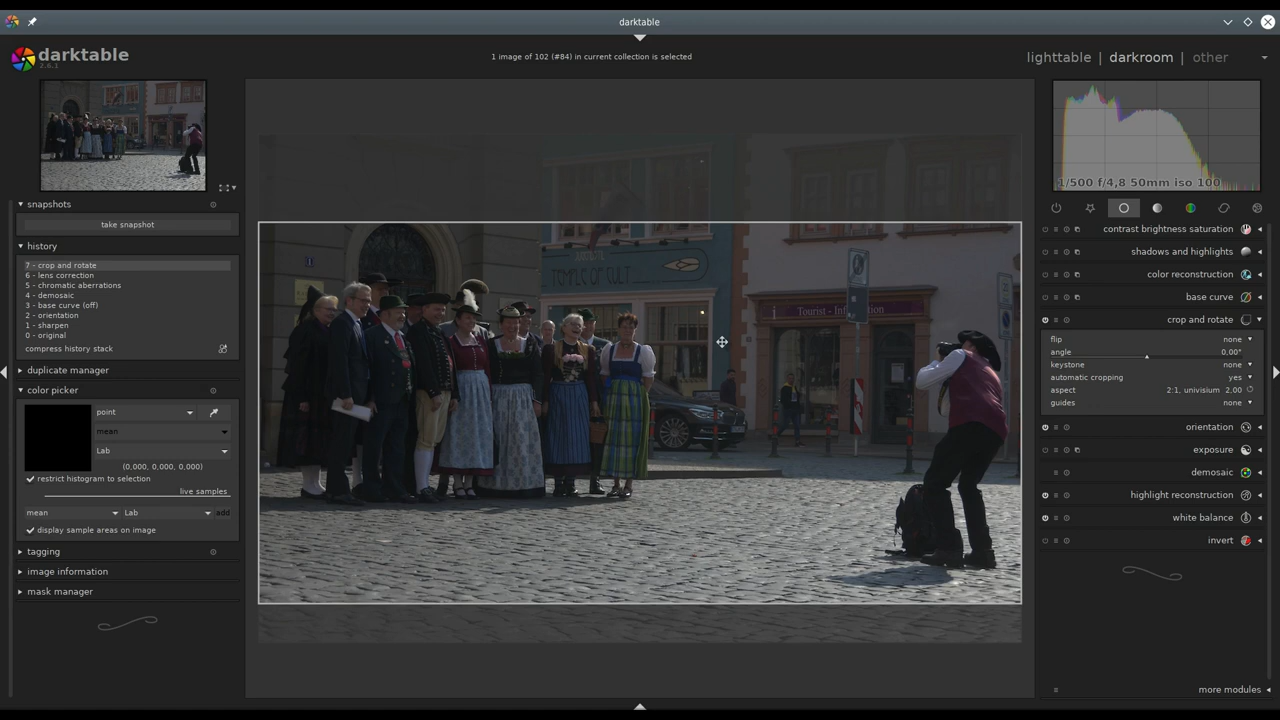 darktable
darktable
2.6.1
1 image of 102 (#84) in current collection is selected
lighttable | darkroom | other
snapshots
take snapshot
history
7 - crop and rotate
6 - lens correction
5 - chromatic aberrations
4 - demosaic
3 - base curve (off)
2 - orientation
1 - sharpen
0 - original
compress history stack
duplicate manager
color picker
point
mean
Lab
(0,000, 0,000, 0,000)
restrict histogram to selection
live samples
mean Lab add
display sample areas on image
tagging
image information
mask manager
TEMPLE OF CULT
Tourist - Information
1/500 f/4,8 50mm iso 100
contrast brightness saturation
shadows and highlights
color reconstruction
base curve
crop and rotate
flip none
angle 0,00°
keystone none
automatic cropping yes
aspect 2:1, univisium 2,00
guides none
orientation
exposure
demosaic
highlight reconstruction
white balance
invert
more modules